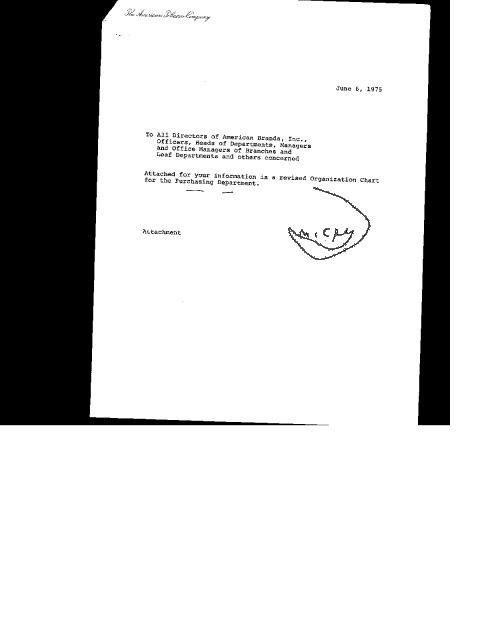 The American Tobacco Company
June 6, 1975
To All Directors of American Brands, Inc.,
Officers, Heads of Departments, Managers
and Office Managers of Branches and
Leaf Departments and others concerned
Attached for your information is a revised Organization Chart
for the Purchasing Department.
Attachment